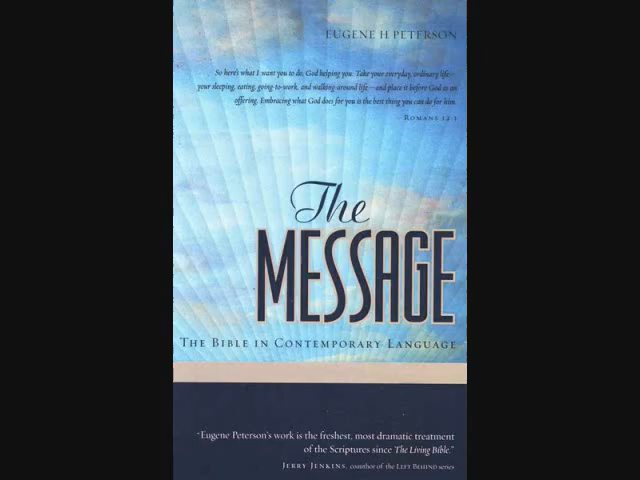 EUGENE H PETERSON
So here's what I want you to do, God helping you: Take your everyday, ordinary life—
your sleeping, eating, going-to-work, and walking-around life—and place it before God as an
offering. Embracing what God does for you is the best thing you can do for him.
- ROMANS 12:1
The
MESSAGE
THE BIBLE IN CONTEMPORARY LANGUAGE
“Eugene Peterson's work is the freshest, most dramatic treatment
of the Scriptures since The Living Bible.”
JERRY JENKINS, coauthor of the LEFT BEHIND series